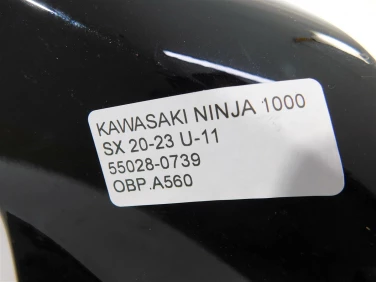 KAWASAKI NINJA 1000
SX 20-23 U-11
55028-0739
OBP.A560